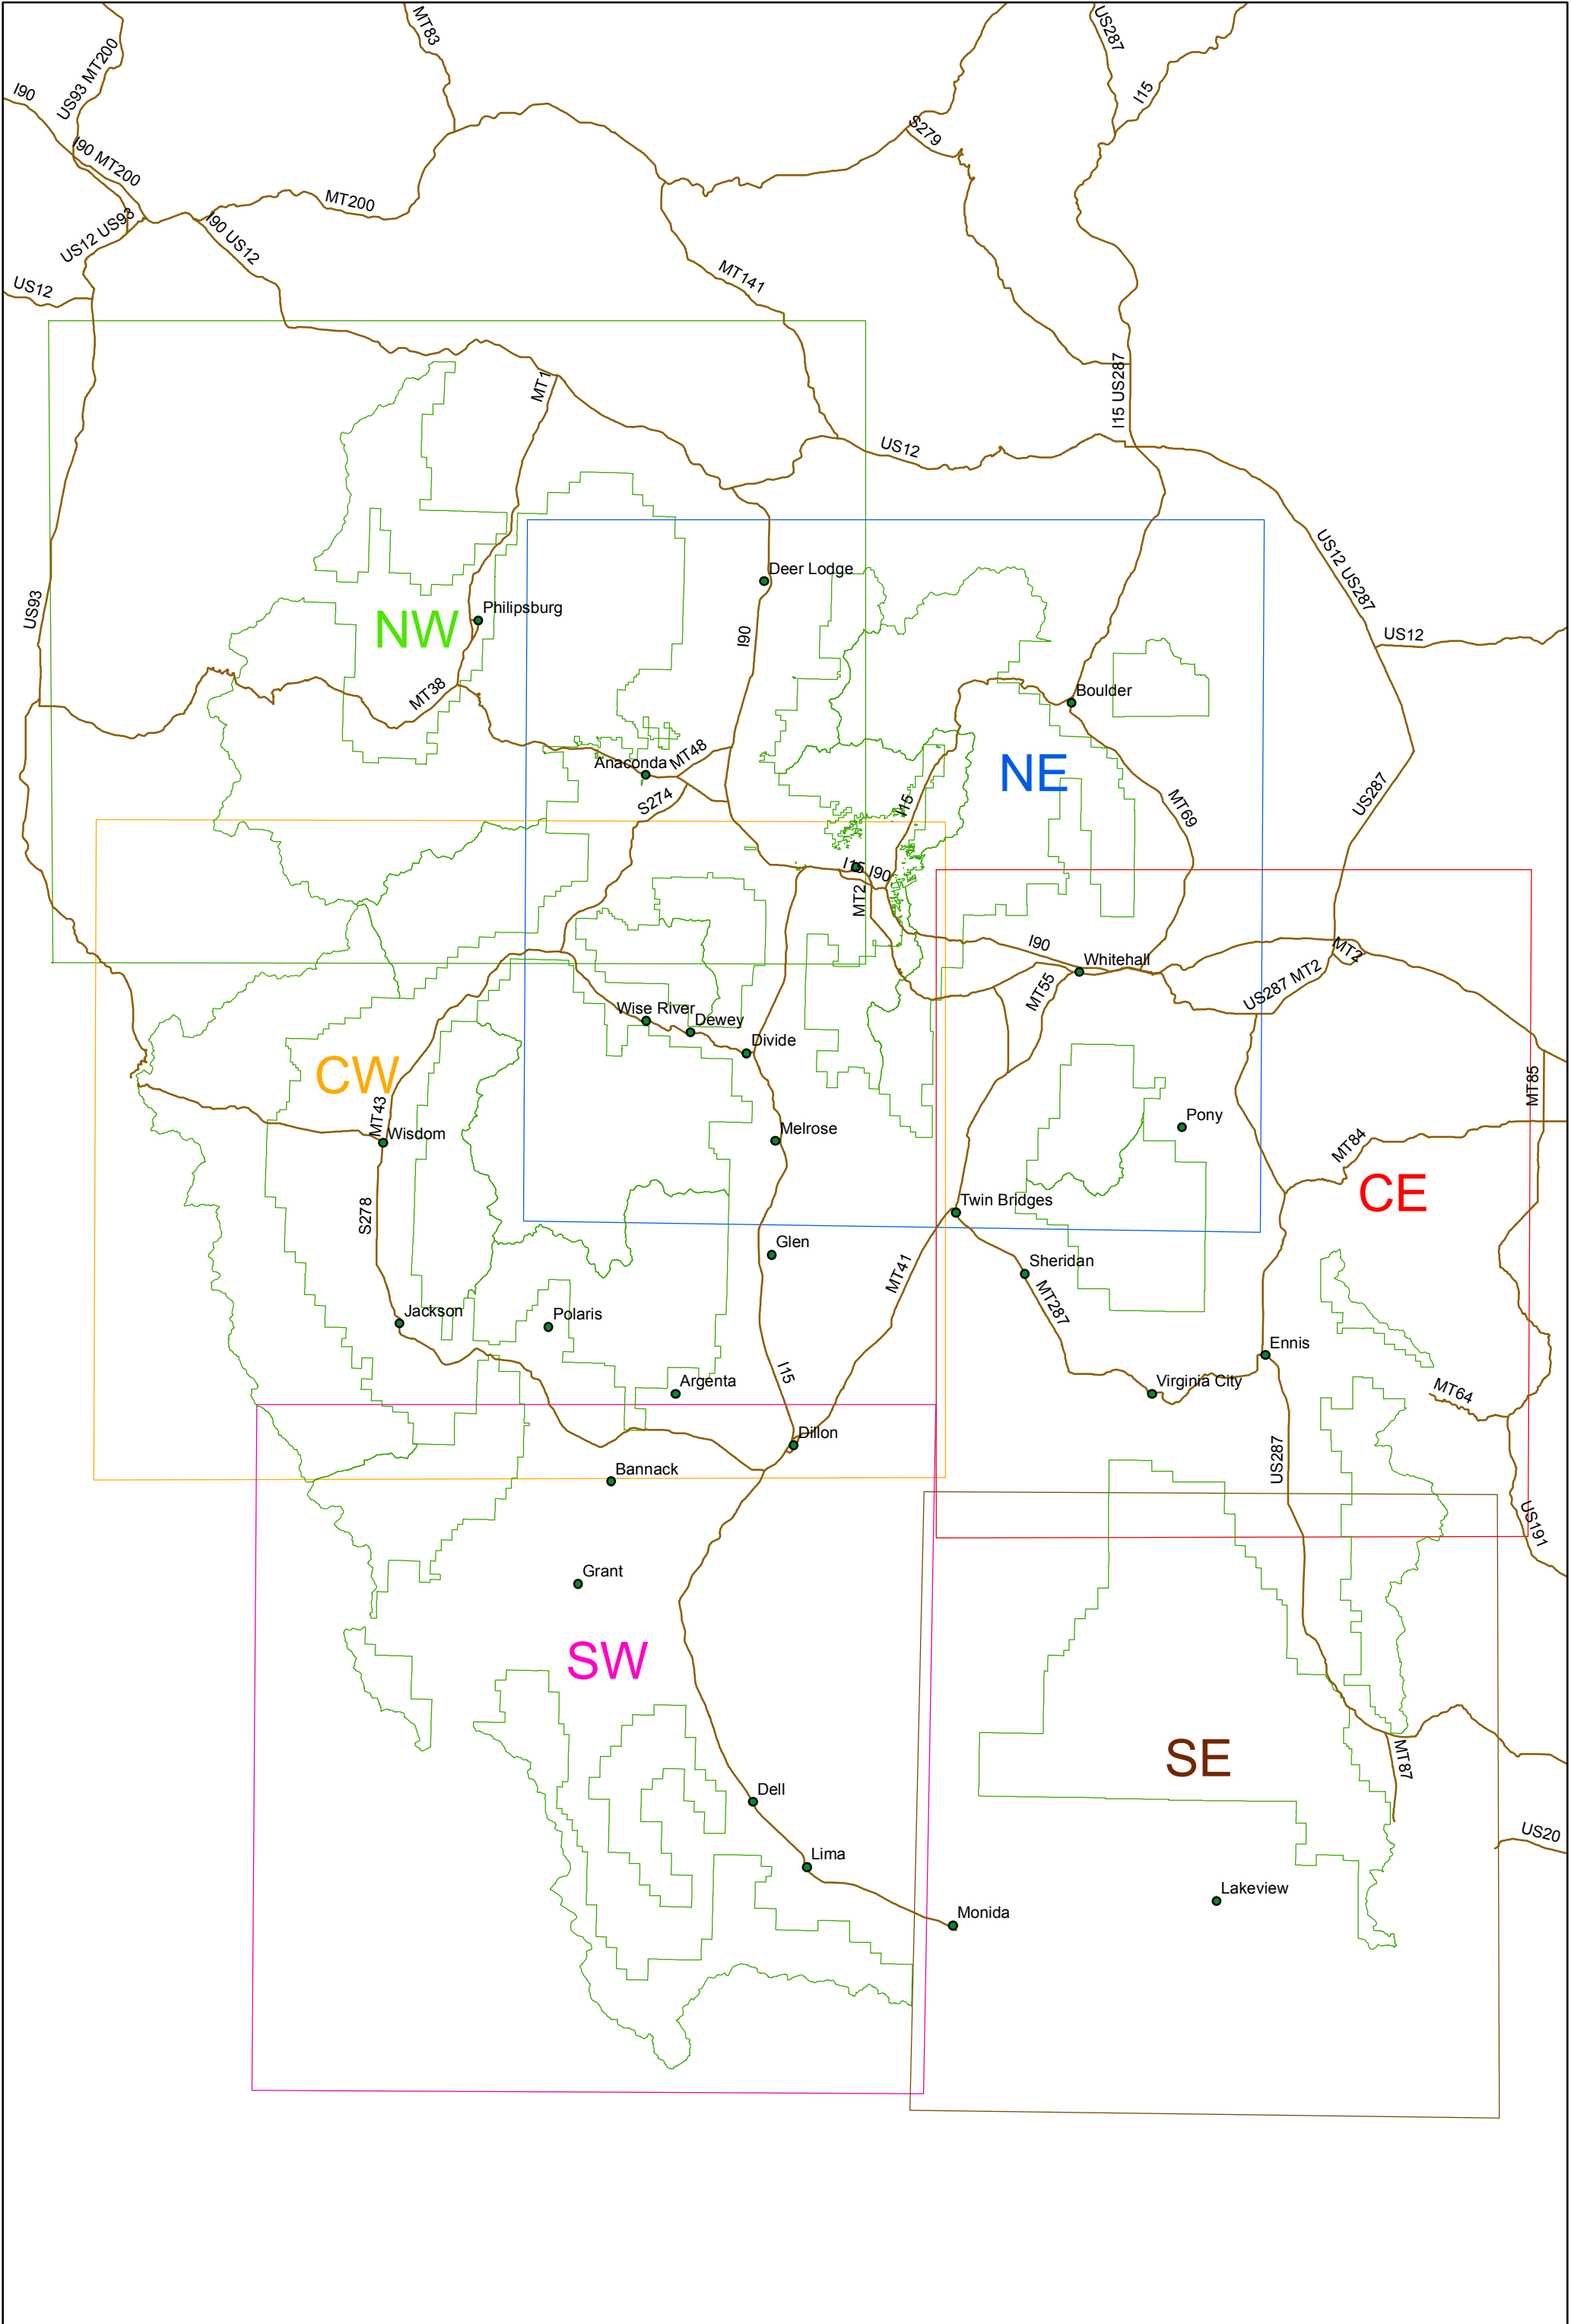 MT83
US287
US93 MT200
I90
I15
S279
I90 MT200
MT200
US12 US93
I90 US12
US12
MT141
I15 US287
MT1
US12
US12 US287
Deer Lodge
US93
Philipsburg
NW
I90
US12
MT38
Boulder
MT48
Anaconda
NE
S274
I15
MT69
US287
I15 I90
MT2
I90
MT2
Whitehall
US287 MT2
MT55
Wise River
Dewey
Divide
CW
MT85
MT43
Wisdom
Melrose
Pony
MT84
CE
S278
Twin Bridges
Glen
Sheridan
MT41
MT287
Jackson
Polaris
Ennis
I15
Argenta
Virginia City
MT64
Dillon
US287
Bannack
US191
Grant
SW
SE
MT87
Dell
US20
Lima
Lakeview
Monida